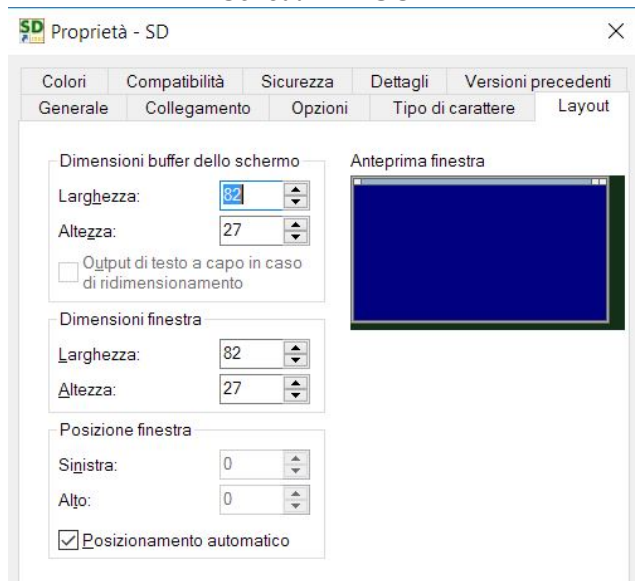 SD Proprietà - SD
Colori Compatibilità Sicurezza Dettagli Versioni precedenti
Generale Collegamento Opzioni Tipo di carattere Layout
Dimensioni buffer dello schermo
Larghezza: 82
Altezza: 27
Output di testo a capo in caso
di ridimensionamento
Anteprima finestra
Dimensioni finestra
Larghezza: 82
Altezza: 27
Posizione finestra
Sinistra: 0
Alto: 0
Posizionamento automatico